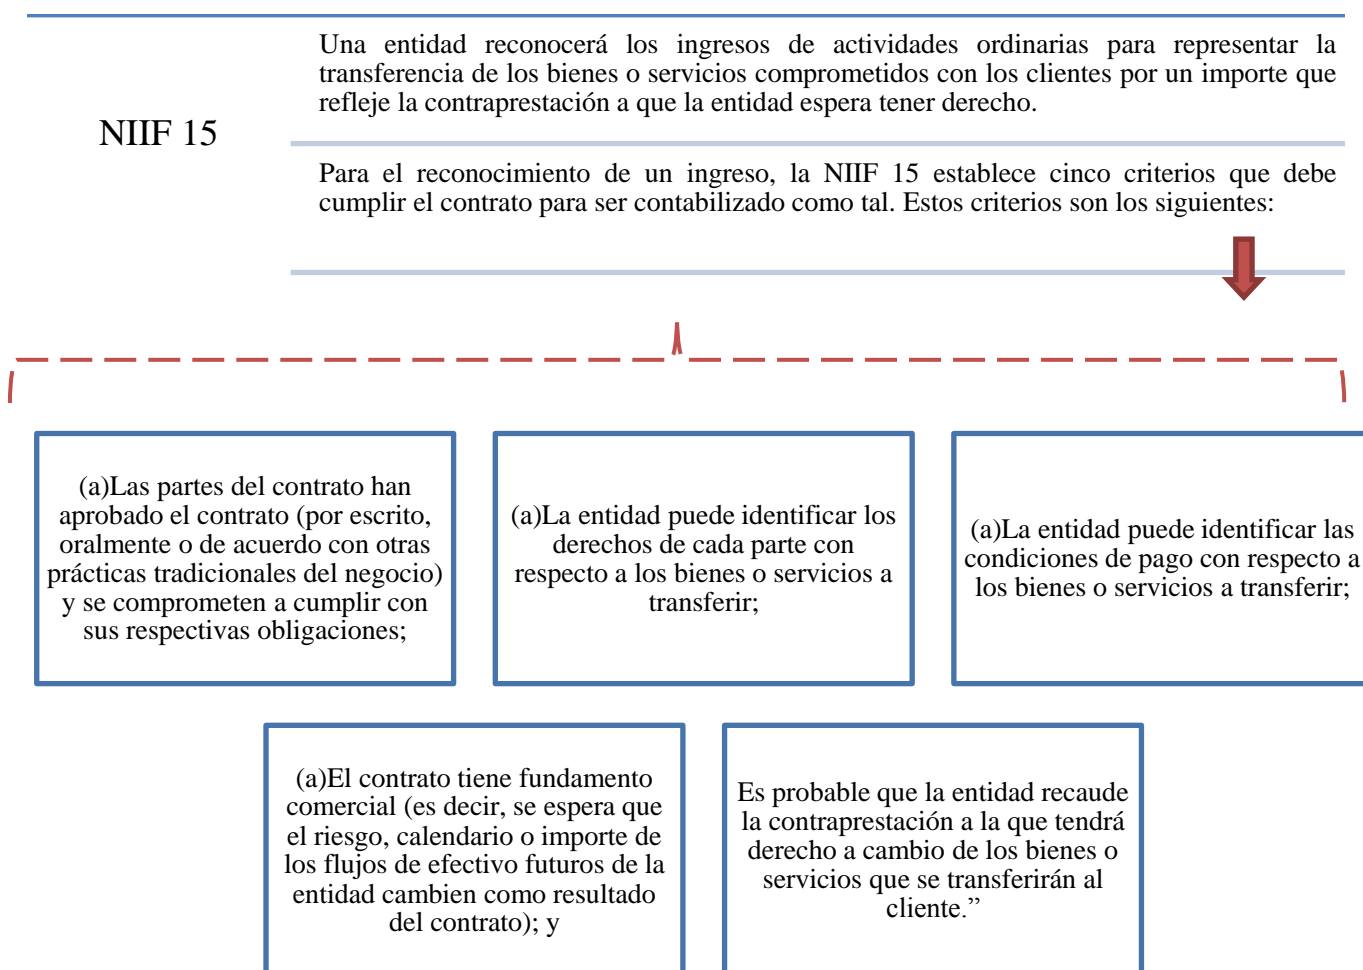 Una entidad reconocerá los ingresos de actividades ordinarias para representar la
transferencia de los bienes o servicios comprometidos con los clientes por un importe que
refleje la contraprestación a que la entidad espera tener derecho.
NIIF 15
Para el reconocimiento de un ingreso, la NIIF 15 establece cinco criterios que debe
cumplir el contrato para ser contabilizado como tal. Estos criterios son los siguientes:
(a)Las partes del contrato han
aprobado el contrato (por escrito,
oralmente o de acuerdo con otras
prácticas tradicionales del negocio)
y se comprometen a cumplir con
sus respectivas obligaciones;
(a)La entidad puede identificar los
derechos de cada parte con
respecto a los bienes o servicios a
transferir;
(a)La entidad puede identificar las
condiciones de pago con respecto a
los bienes o servicios a transferir;
(a)El contrato tiene fundamento
comercial (es decir, se espera que
el riesgo, calendario o importe de
los flujos de efectivo futuros de la
entidad cambien como resultado
del contrato); y
Es probable que la entidad recaude
la contraprestación a la que tendrá
derecho a cambio de los bienes o
servicios que se transferirán al
cliente.”